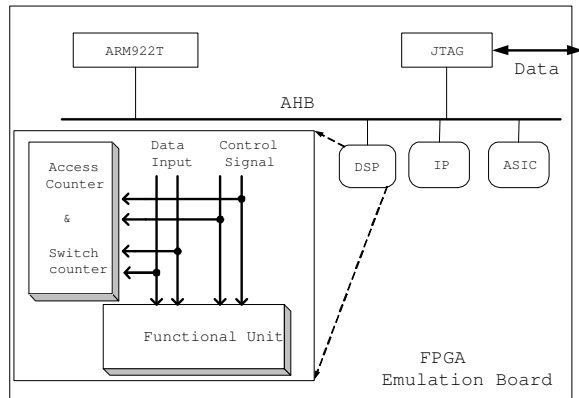 ARM922T
JTAG
Data
AHB
Data
Input
Control
Signal
DSP
IP
ASIC
Access
Counter
&
Switch
counter
Functional Unit
FPGA
Emulation Board